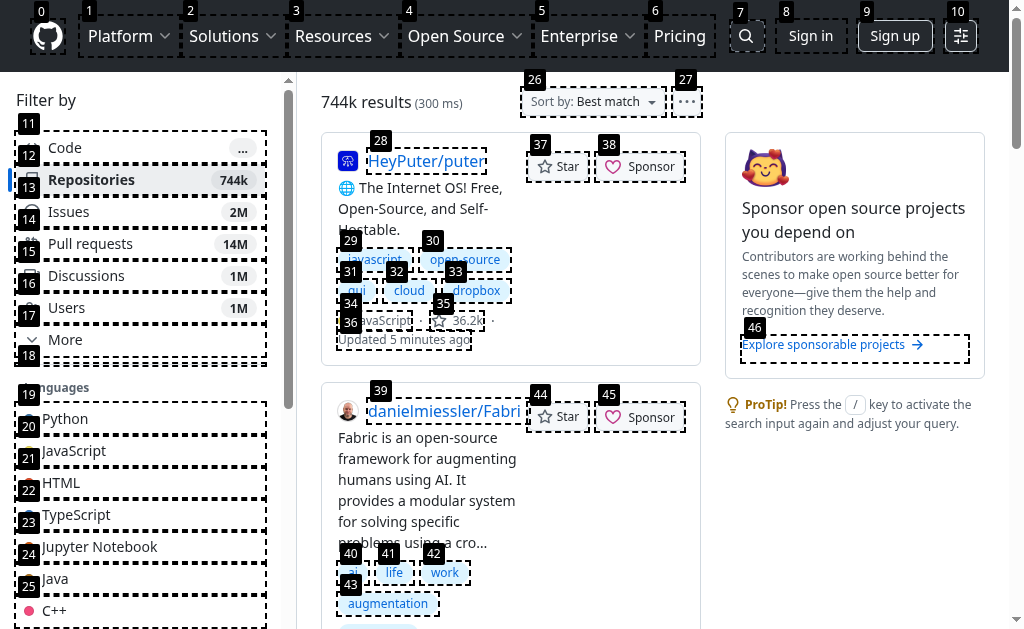 0 1 2 3 4 5 6 7 8 9 10
Platform Solutions Resources Open Source Enterprise Pricing Sign in Sign up
Filter by
11
12 Code ...
13 Repositories 744k
14 Issues 2M
15 Pull requests 14M
16 Discussions 1M
17 Users 1M
More
18
nguages
19
20 Python
21 JavaScript
22 HTML
23 TypeScript
24 Jupyter Notebook
25 Java
C++
744k results (300 ms)
26
Sort by: Best match
27
28
HeyPuter/puter
37
Star
38
Sponsor
🌐 The Internet OS! Free,
Open-Source, and Self-
Hostable.
29 30
javascript open-source
31 32 33
gui cloud dropbox
34 35
36 JavaScript · 36.2k ·
Updated 5 minutes ago
39
danielmiessler/Fabri
44
Star
45
Sponsor
Fabric is an open-source
framework for augmenting
humans using AI. It
provides a modular system
for solving specific
problems using a cro...
40 41 42
ai life work
43
augmentation
Sponsor open source projects
you depend on
Contributors are working behind the
scenes to make open source better for
everyone—give them the help and
recognition they deserve.
46
Explore sponsorable projects →
ProTip! Press the / key to activate the
search input again and adjust your query.